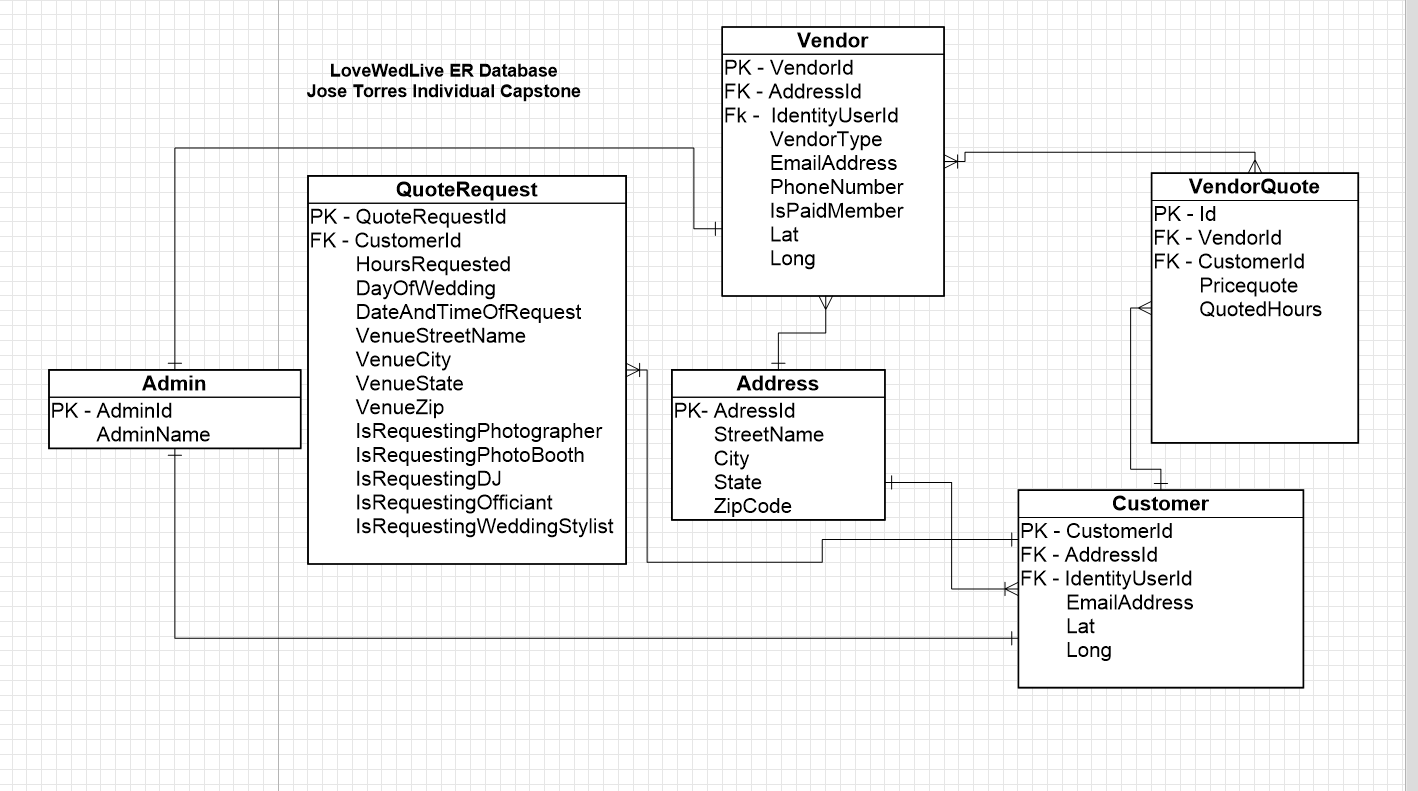 LoveWedLive ER Database
Jose Torres Individual Capstone
Vendor
PK - VendorId
FK - AddressId
Fk - IdentityUserId
VendorType
EmailAddress
PhoneNumber
IsPaidMember
Lat
Long
QuoteRequest
PK - QuoteRequestId
FK - CustomerId
HoursRequested
DayOfWedding
DateAndTimeOfRequest
VenueStreetName
VenueCity
VenueState
VenueZip
IsRequestingPhotographer
IsRequestingPhotoBooth
IsRequestingDJ
IsRequestingOfficiant
IsRequestingWeddingStylist
VendorQuote
PK - Id
FK - VendorId
FK - CustomerId
Pricequote
QuotedHours
Admin
PK - AdminId
AdminName
Address
PK- AdressId
StreetName
City
State
ZipCode
Customer
PK - CustomerId
FK - AddressId
FK - IdentityUserId
EmailAddress
Lat
Long